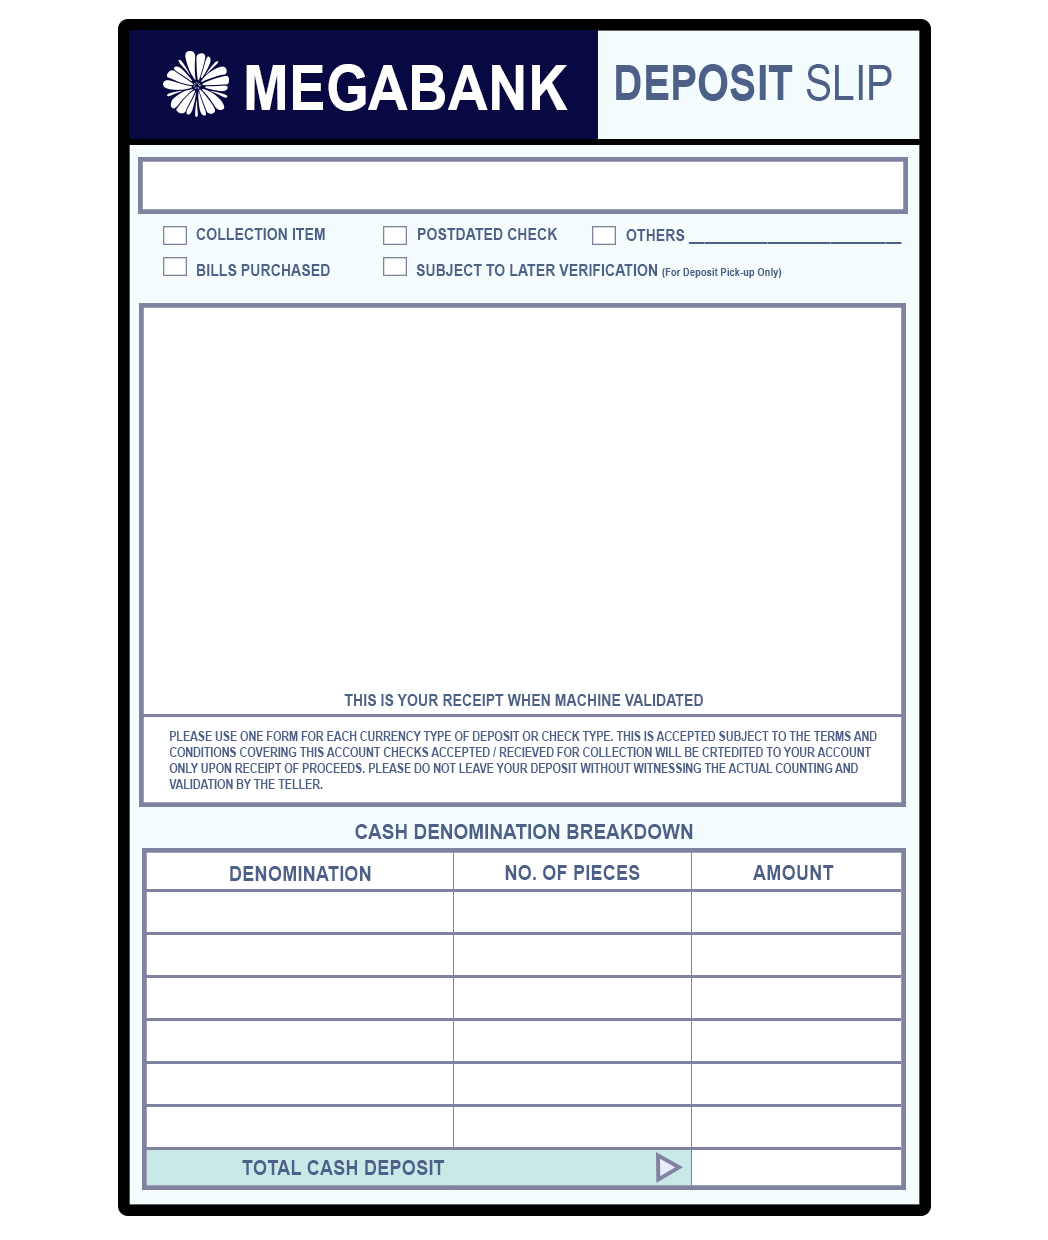 MEGABANK
DEPOSIT SLIP
COLLECTION ITEM
POSTDATED CHECK
OTHERS ________________________
BILLS PURCHASED
SUBJECT TO LATER VERIFICATION (For Deposit Pick-up Only)
THIS IS YOUR RECEIPT WHEN MACHINE VALIDATED
PLEASE USE ONE FORM FOR EACH CURRENCY TYPE OF DEPOSIT OR CHECK TYPE. THIS IS ACCEPTED SUBJECT TO THE TERMS AND
CONDITIONS COVERING THIS ACCOUNT CHECKS ACCEPTED / RECIEVED FOR COLLECTION WILL BE CRTEDITED TO YOUR ACCOUNT
ONLY UPON RECEIPT OF PROCEEDS. PLEASE DO NOT LEAVE YOUR DEPOSIT WITHOUT WITNESSING THE ACTUAL COUNTING AND
VALIDATION BY THE TELLER.
CASH DENOMINATION BREAKDOWN
DENOMINATION
NO. OF PIECES
AMOUNT
TOTAL CASH DEPOSIT